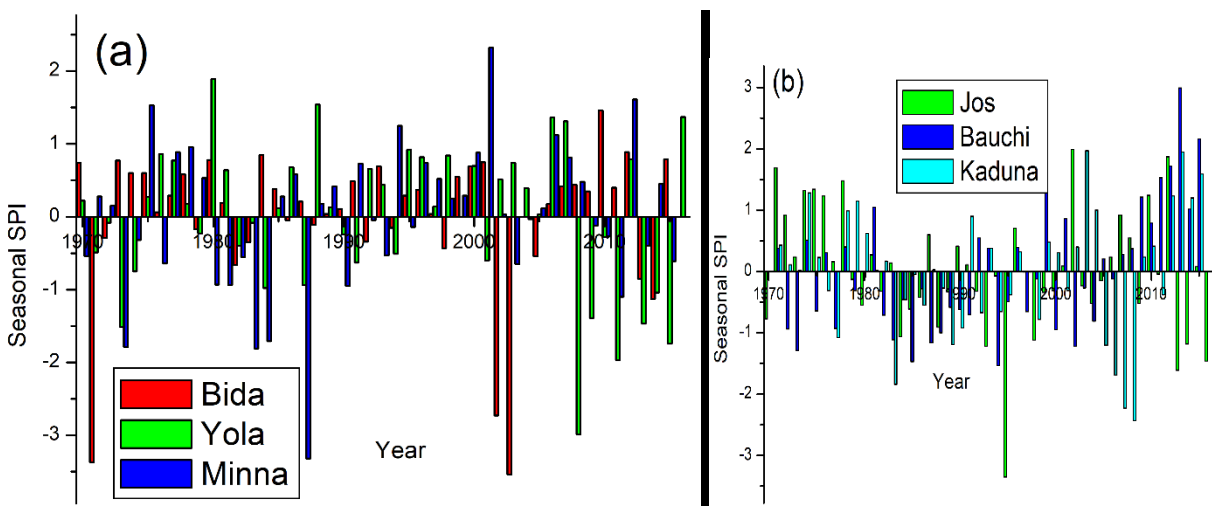 (a)
2
1
0
-1
-2
-3
Seasonal SPI
1970
1980
1990
2000
2010
Year
Bida
Yola
Minna
(b)
3
2
1
0
-1
-2
-3
Seasonal SPI
1970
1980
1990
2000
2010
Year
Jos
Bauchi
Kaduna